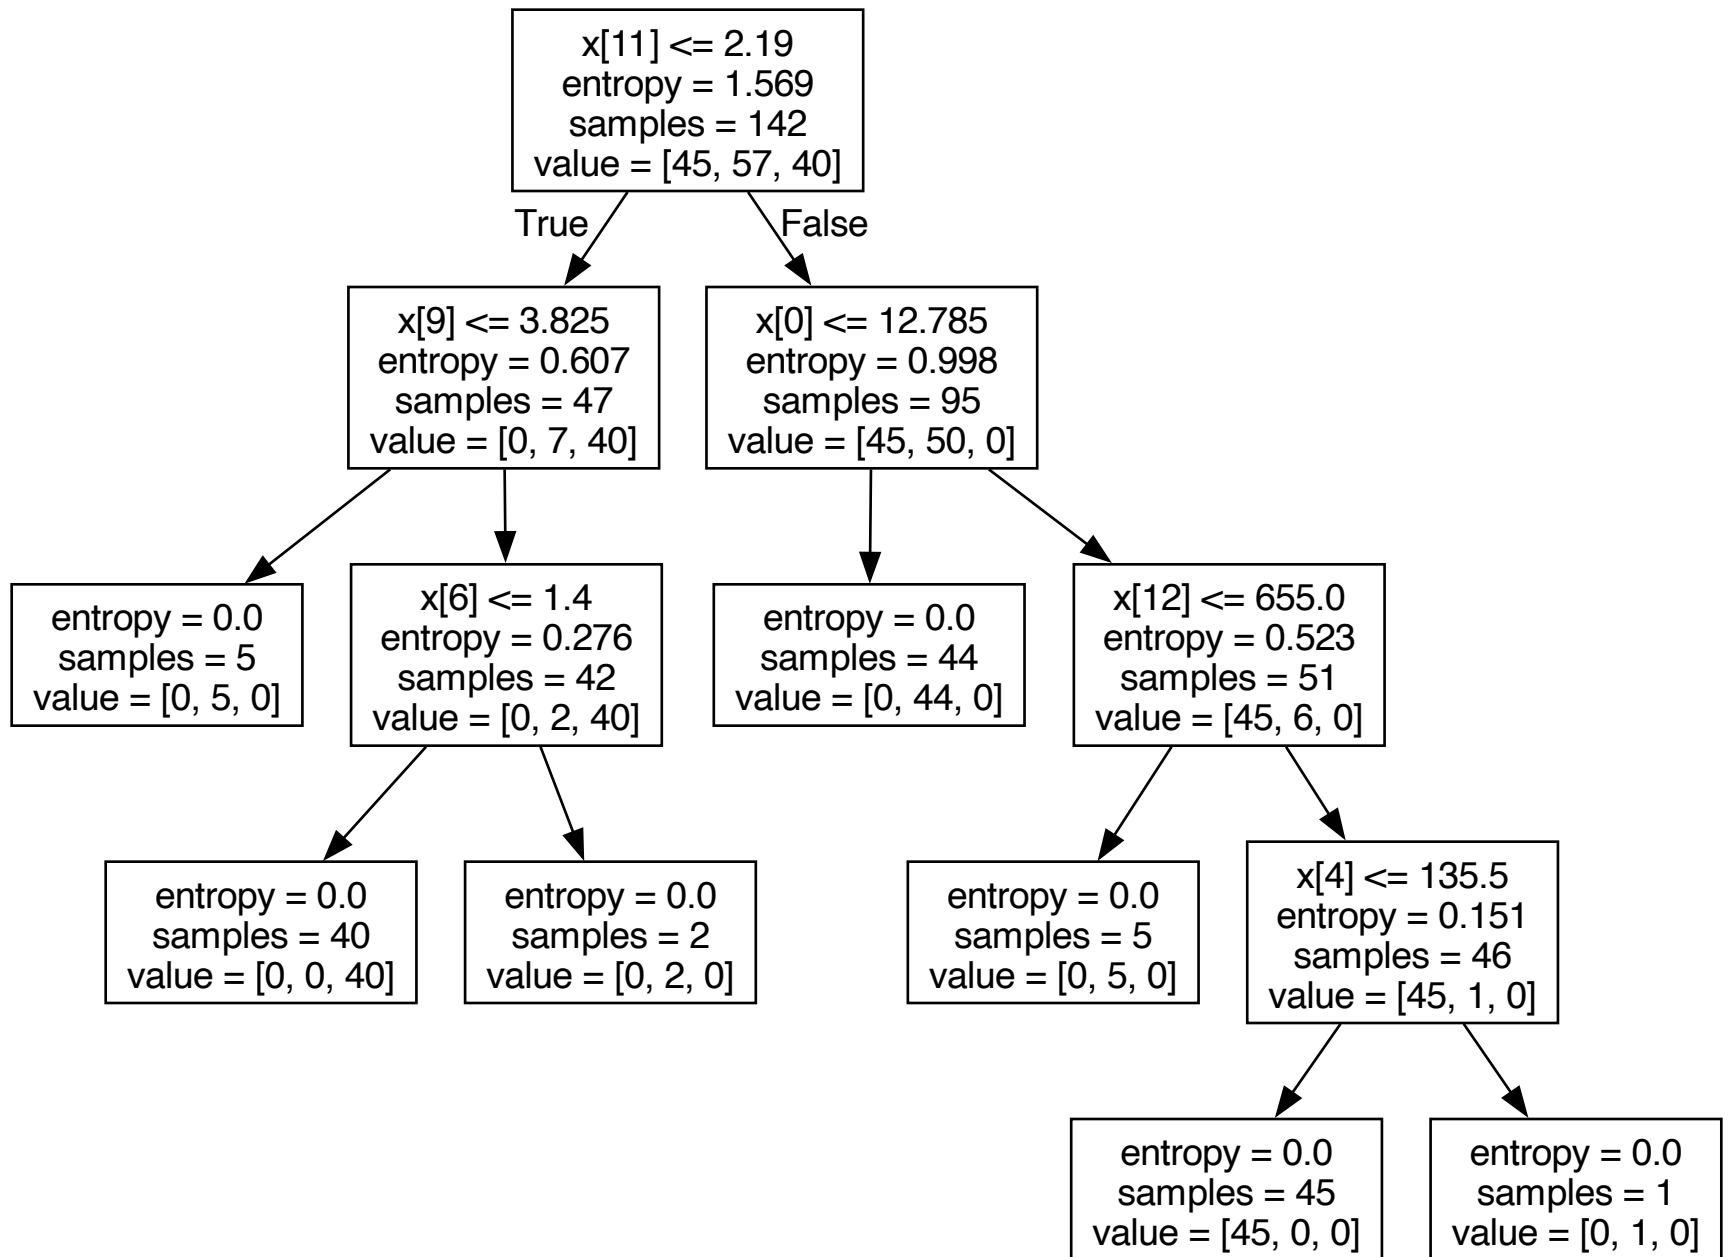 x[11] <= 2.19
entropy = 1.569
samples = 142
value = [45, 57, 40]
True
False
x[9] <= 3.825
entropy = 0.607
samples = 47
value = [0, 7, 40]
x[0] <= 12.785
entropy = 0.998
samples = 95
value = [45, 50, 0]
entropy = 0.0
samples = 5
value = [0, 5, 0]
x[6] <= 1.4
entropy = 0.276
samples = 42
value = [0, 2, 40]
entropy = 0.0
samples = 44
value = [0, 44, 0]
x[12] <= 655.0
entropy = 0.523
samples = 51
value = [45, 6, 0]
entropy = 0.0
samples = 40
value = [0, 0, 40]
entropy = 0.0
samples = 2
value = [0, 2, 0]
entropy = 0.0
samples = 5
value = [0, 5, 0]
x[4] <= 135.5
entropy = 0.151
samples = 46
value = [45, 1, 0]
entropy = 0.0
samples = 45
value = [45, 0, 0]
entropy = 0.0
samples = 1
value = [0, 1, 0]